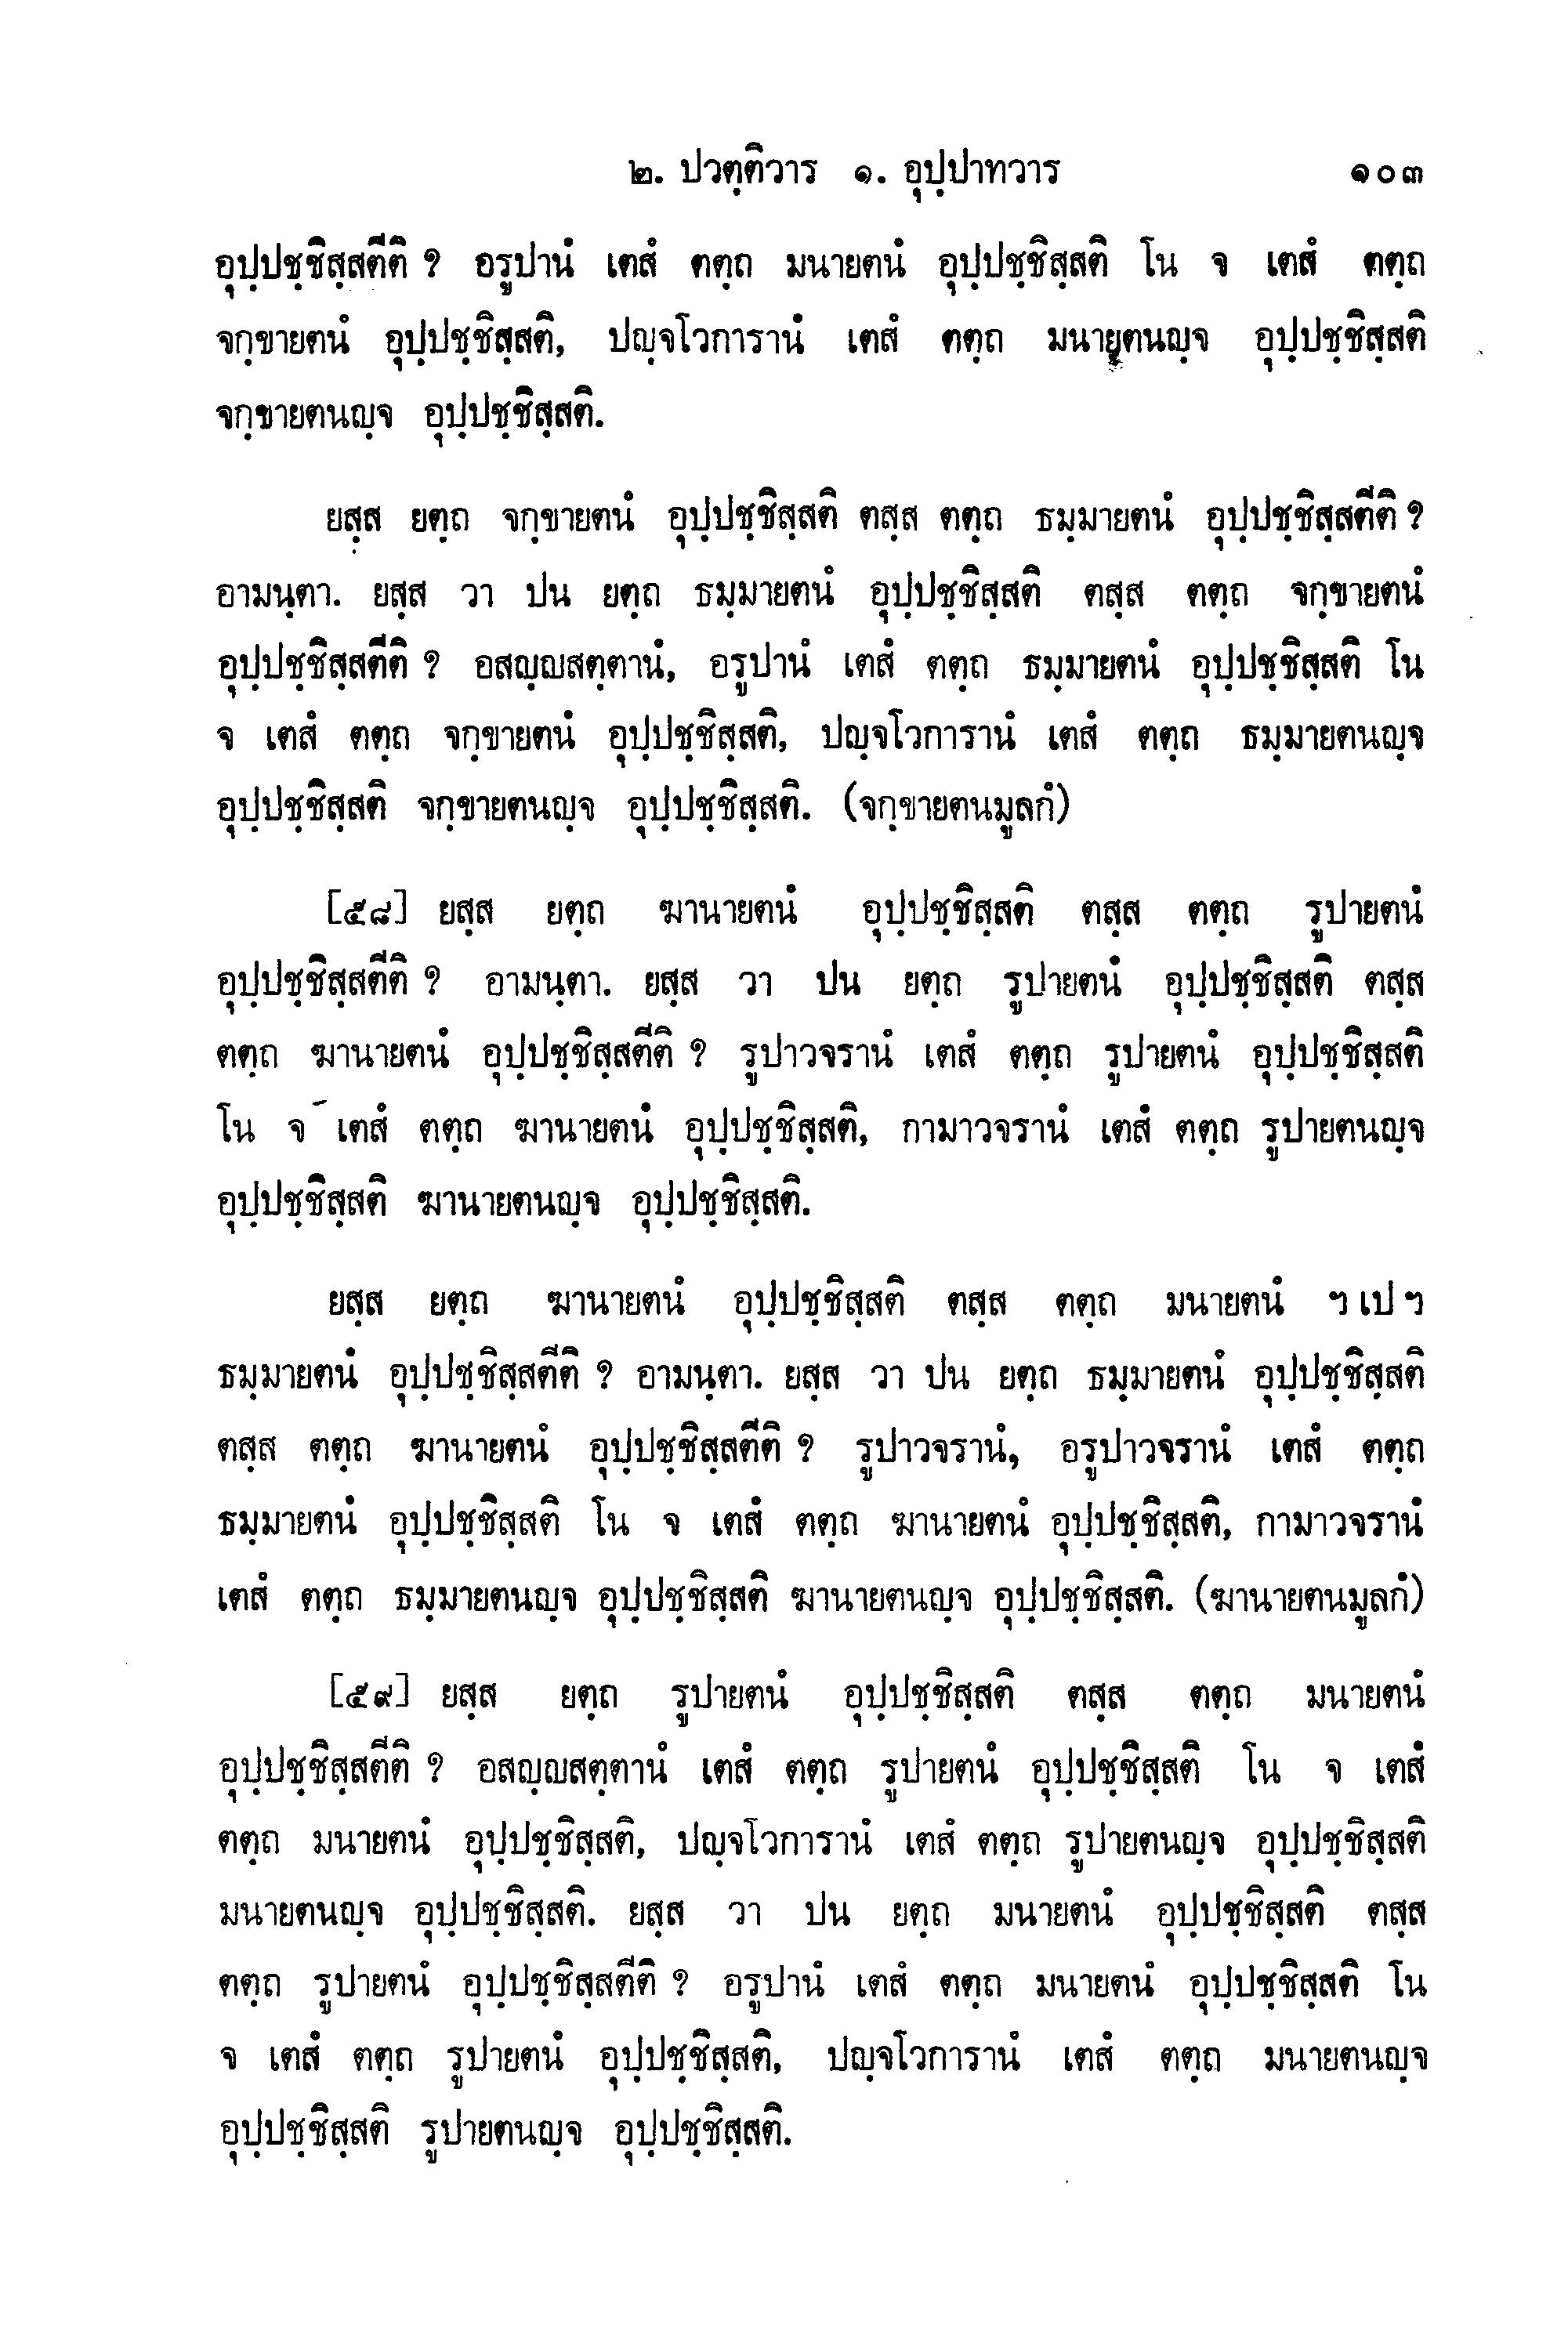 ๒. ปวตฺติวาร ๑. อุปฺปาทวาร ๑๐๓
อุปฺปชฺชิสฺสตีติ ? อรูปานํ เตสํ ตตฺถ มนายตนํ อุปฺปชฺชิสฺสติ โน จ เตสํ ตตฺถ
จกฺขายตนํ อุปฺปชฺชิสฺสติ, ปญฺจโวการานํ เตสํ ตตฺถ มนายตนญฺจ อุปฺปชฺชิสฺสติ
จกฺขายตนญฺจ อุปฺปชฺชิสฺสติ.
ยสฺส ยตฺถ จกฺขายตนํ อุปฺปชฺชิสฺสติ ตสฺส ตตฺถ ธมฺมายตนํ อุปฺปชฺชิสฺสตีติ ?
อามนฺตา. ยสฺส วา ปน ยตฺถ ธมฺมายตนํ อุปฺปชฺชิสฺสติ ตสฺส ตตฺถ จกฺขายตนํ
อุปฺปชฺชิสฺสตีติ ? อสญฺญสตฺตานํ, อรูปานํ เตสํ ตตฺถ ธมฺมายตนํ อุปฺปชฺชิสฺสติ โน
จ เตสํ ตตฺถ จกฺขายตนํ อุปฺปชฺชิสฺสติ, ปญฺจโวการานํ เตสํ ตตฺถ ธมฺมายตนญฺจ
อุปฺปชฺชิสฺสติ จกฺขายตนญฺจ อุปฺปชฺชิสฺสติ. (จกฺขายตนมูลกํ)
[๕๘] ยสฺส ยตฺถ ฆานายตนํ อุปฺปชฺชิสฺสติ ตสฺส ตตฺถ รูปายตนํ
อุปฺปชฺชิสฺสตีติ ? อามนฺตา. ยสฺส วา ปน ยตฺถ รูปายตนํ อุปฺปชฺชิสฺสติ ตสฺส
ตตฺถ ฆานายตนํ อุปฺปชฺชิสฺสตีติ ? รูปาวจรานํ เตสํ ตตฺถ รูปายตนํ อุปฺปชฺชิสฺสติ
โน จ เตสํ ตตฺถ ฆานายตนํ อุปฺปชฺชิสฺสติ, กามาวจรานํ เตสํ ตตฺถ รูปายตนญฺจ
อุปฺปชฺชิสฺสติ ฆานายตนญฺจ อุปฺปชฺชิสฺสติ.
ยสฺส ยตฺถ ฆานายตนํ อุปฺปชฺชิสฺสติ ตสฺส ตตฺถ มนายตนํ ฯ เป ฯ
ธมฺมายตนํ อุปฺปชฺชิสฺสตีติ ? อามนฺตา. ยสฺส วา ปน ยตฺถ ธมฺมายตนํ อุปฺปชฺชิสฺสติ
ตสฺส ตตฺถ ฆานายตนํ อุปฺปชฺชิสฺสตีติ ? รูปาวจรานํ, อรูปาวจรานํ เตสํ ตตฺถ
ธมฺมายตนํ อุปฺปชฺชิสฺสติ โน จ เตสํ ตตฺถ ฆานายตนํ อุปฺปชฺชิสฺสติ, กามาวจรานํ
เตสํ ตตฺถ ธมฺมายตนญฺจ อุปฺปชฺชิสฺสติ ฆานายตนญฺจ อุปฺปชฺชิสฺสติ. (ฆานายตนมูลกํ)
[๕๙] ยสฺส ยตฺถ รูปายตนํ อุปฺปชฺชิสฺสติ ตสฺส ตตฺถ มนายตนํ
อุปฺปชฺชิสฺสตีติ ? อสญฺญสตฺตานํ เตสํ ตตฺถ รูปายตนํ อุปฺปชฺชิสฺสติ โน จ เตสํ
ตตฺถ มนายตนํ อุปฺปชฺชิสฺสติ, ปญฺจโวการานํ เตสํ ตตฺถ รูปายตนญฺจ อุปฺปชฺชิสฺสติ
มนายตนญฺจ อุปฺปชฺชิสฺสติ. ยสฺส วา ปน ยตฺถ มนายตนํ อุปฺปชฺชิสฺสติ ตสฺส
ตตฺถ รูปายตนํ อุปฺปชฺชิสฺสตีติ ? อรูปานํ เตสํ ตตฺถ มนายตนํ อุปฺปชฺชิสฺสติ โน
จ เตสํ ตตฺถ รูปายตนํ อุปฺปชฺชิสฺสติ, ปญฺจโวการานํ เตสํ ตตฺถ มนายตนญฺจ
อุปฺปชฺชิสฺสติ รูปายตนญฺจ อุปฺปชฺชิสฺสติ.